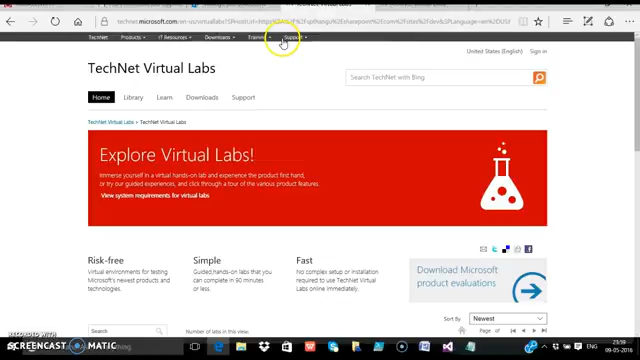 TechNet Products IT Resources Downloads Training Support
United States (English) Sign in
TechNet Virtual Labs
Search TechNet with Bing
Home Library Learn Downloads Support
TechNet Virtual Labs > TechNet Virtual Labs
Explore Virtual Labs!
Immerse yourself in a virtual hands-on lab and experience the product first hand,
or try our guided experiences, and click through a tour of the various product features.
View system requirements for virtual labs
Risk-free
Virtual environments for testing
Microsoft's newest products and
technologies.
Simple
Guided, hands-on labs that you
can complete in 90 minutes
or less.
Fast
No complex setup or installation
required to use TechNet Virtual
Labs online immediately.
Download Microsoft
product evaluations
Sort By Newest
Search
Number of labs in this view:
Page of
RECORDED WITH
SCREENCAST MATIC
ENG 23:59
09-05-2016